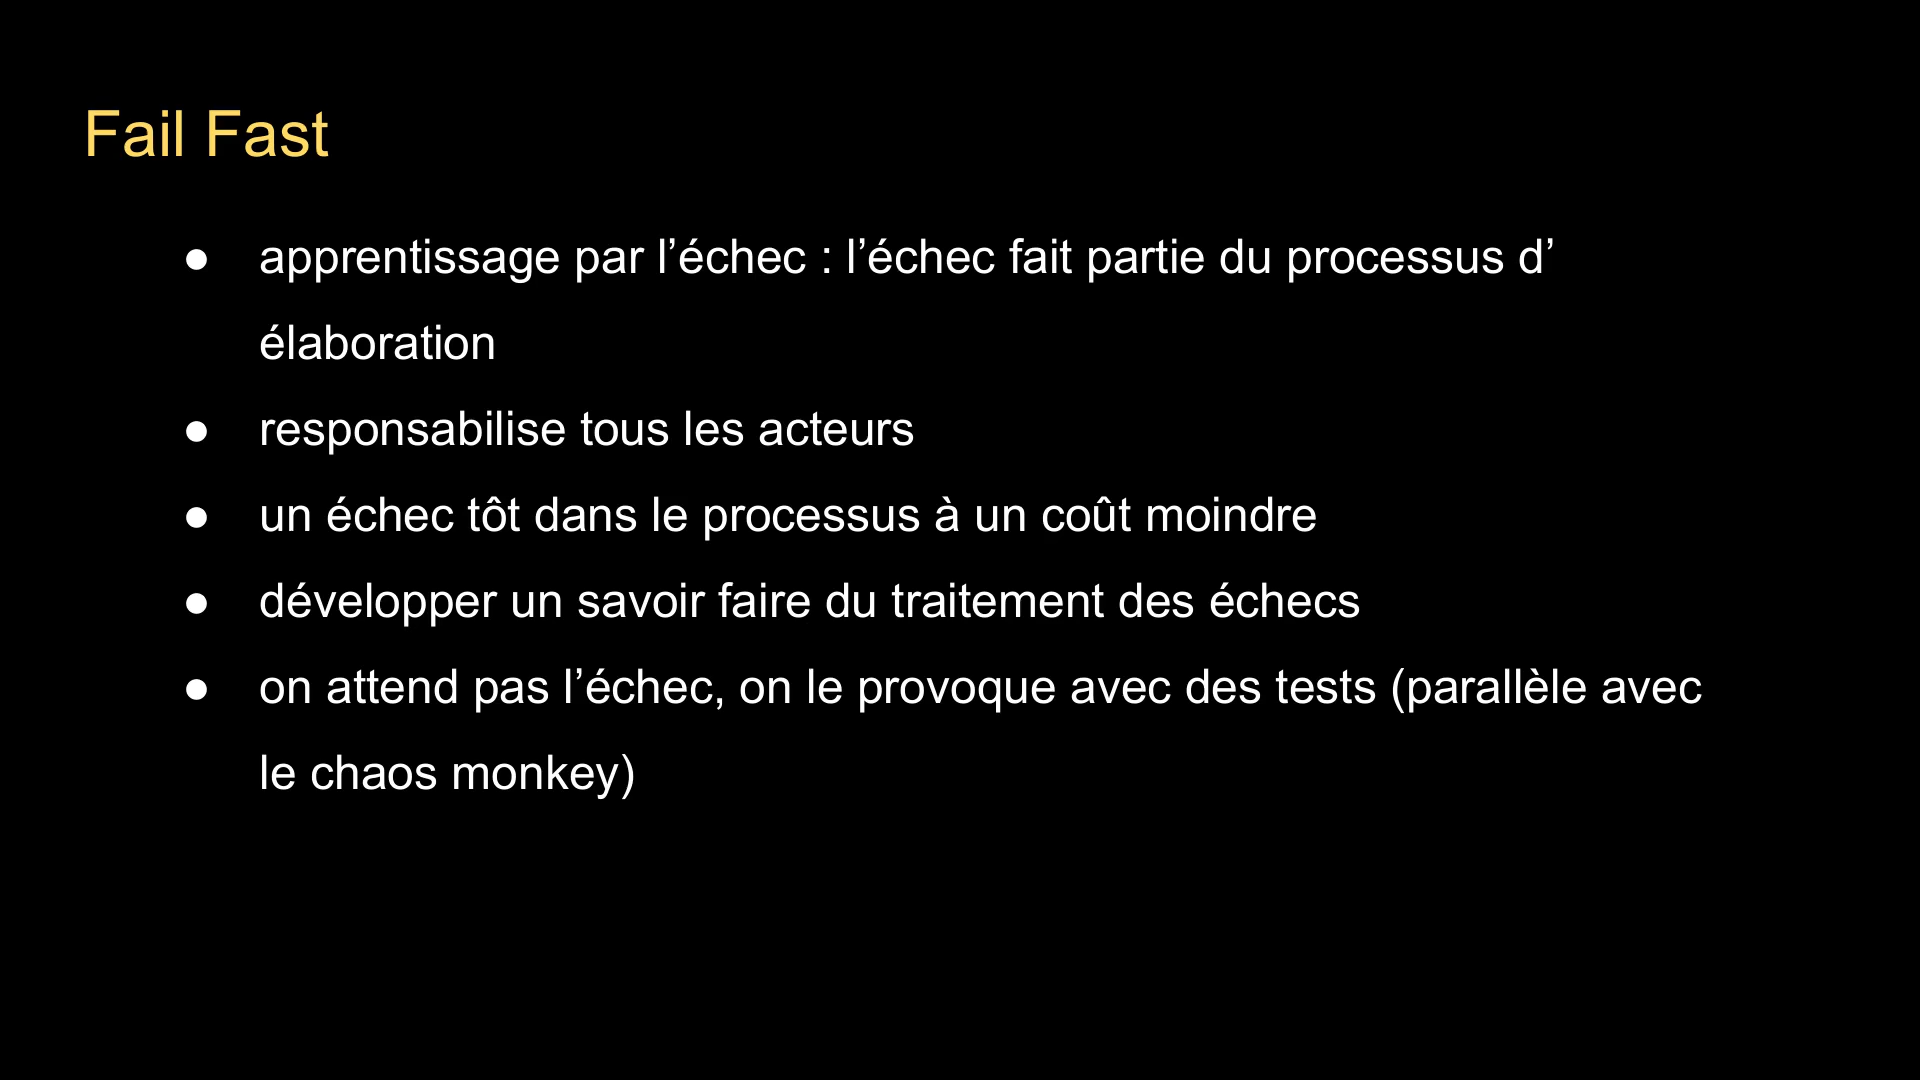 Fail Fast
● apprentissage par l’échec : l’échec fait partie du processus d’
élaboration
● responsabilise tous les acteurs
● un échec tôt dans le processus à un coût moindre
● développer un savoir faire du traitement des échecs
● on attend pas l’échec, on le provoque avec des tests (parallèle avec
le chaos monkey)